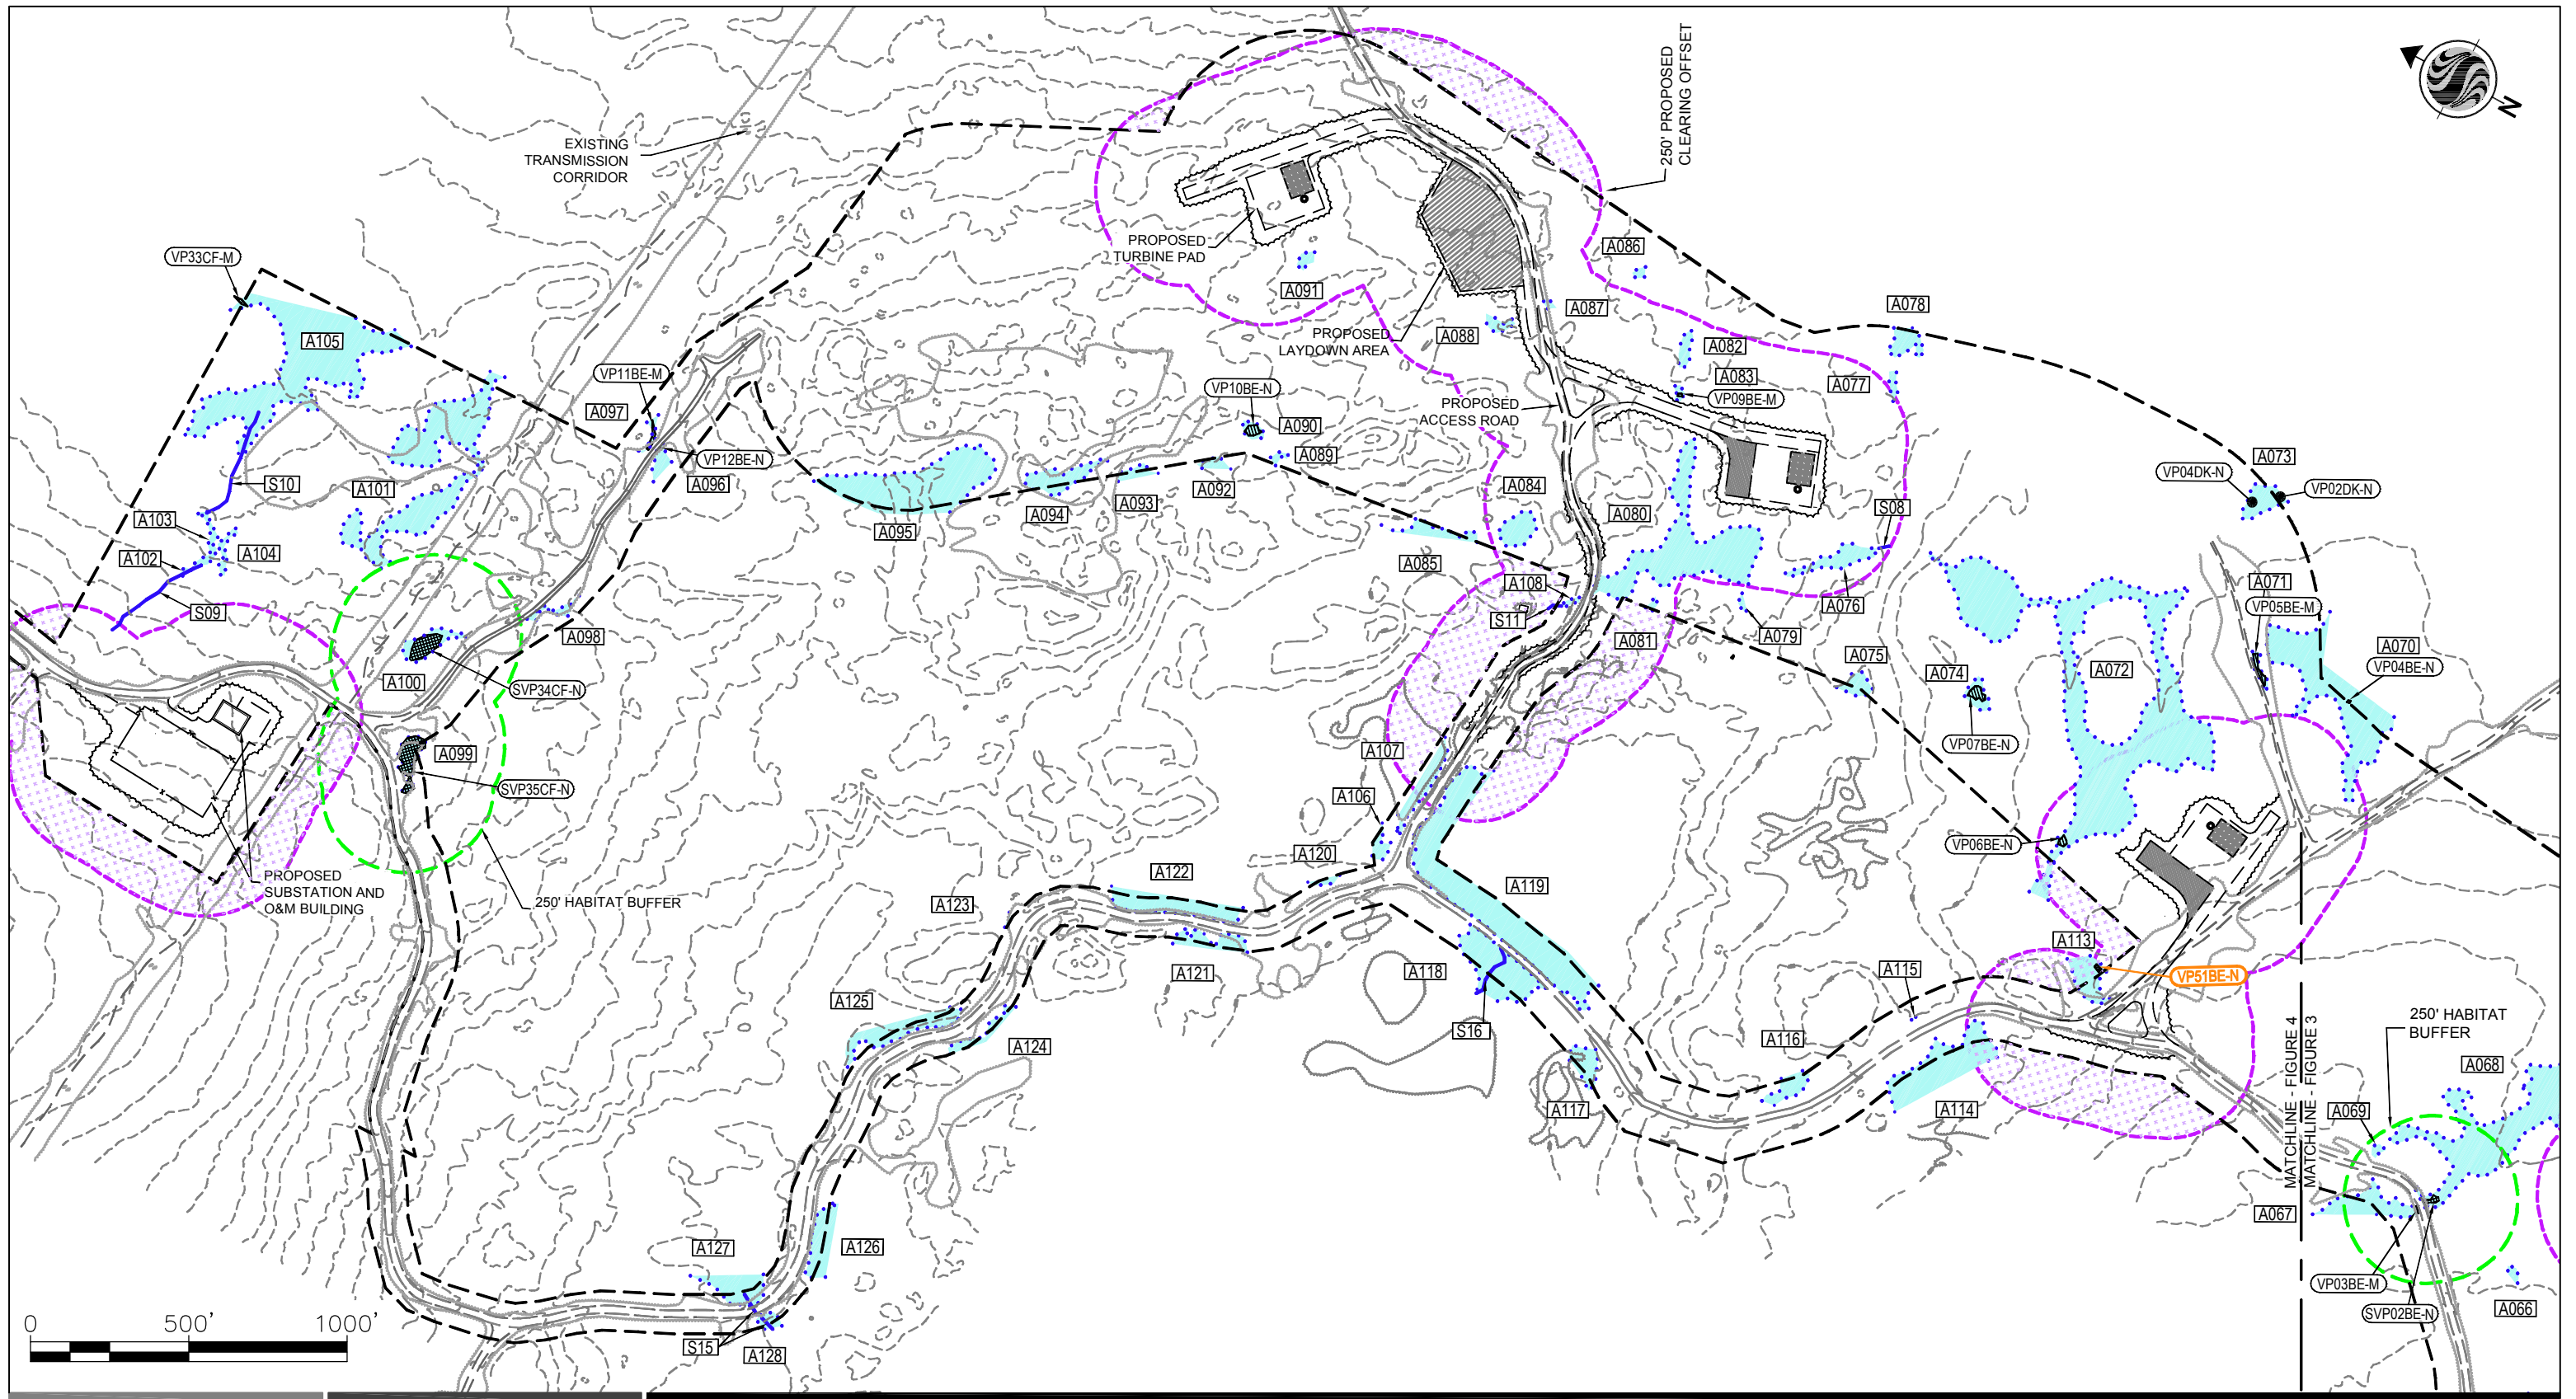 250' PROPOSED
CLEARING OFFSET
N
EXISTING
TRANSMISSION
CORRIDOR
VP33CF-M
A105
PROPOSED
TURBINE PAD
A086
A091
A087
A078
PROPOSED
LAYDOWN AREA
A088
A082
A083
A077
VP09BE-M
VP11BE-M
A097
VP10BE-N
A090
PROPOSED
ACCESS ROAD
A089
VP12BE-N
A096
A092
A093
A094
A095
A084
A080
S08
A073
VP04DK-N
VP02DK-N
S10
A101
A103
A102
A104
S09
A085
A108
S11
A076
A079
A081
A071
VP05BE-M
A070
VP04BE-N
A072
A075
A074
VP07BE-N
A098
A100
SVP34CF-N
A099
SVP35CF-N
A107
A106
PROPOSED
SUBSTATION AND
O&M BUILDING
250' HABITAT BUFFER
A123
A122
A120
A119
VP06BE-N
A113
VP51BE-N
A121
A118
A115
A125
A124
S16
A116
A117
A114
250' HABITAT
BUFFER
MATCHLINE - FIGURE 4
MATCHLINE - FIGURE 3
A068
A069
A067
VP03BE-M
SVP02BE-N
A066
A127
A126
S15
A128
0 500' 1000'